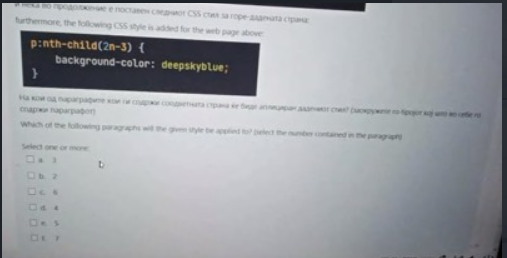 и нека во продолжение е поставен следниот CSS стил за горе-дадената страна:
furthermore, the following CSS style is added for the web page above:
p:nth-child(2n-3) {
background-color: deepskyblue;
}
На кои од параграфите кои ги содржи соодветната страна ќе биде аплициран дадениот стил? (заокружете го бројот кој што во себе го
содржи параграфот)
Which of the following paragraphs will the given style be applied to? (select the number contained in the paragraph)
Select one or more:
a. 3
b. 2
c. 6
d. 4
e. 5
f. 7